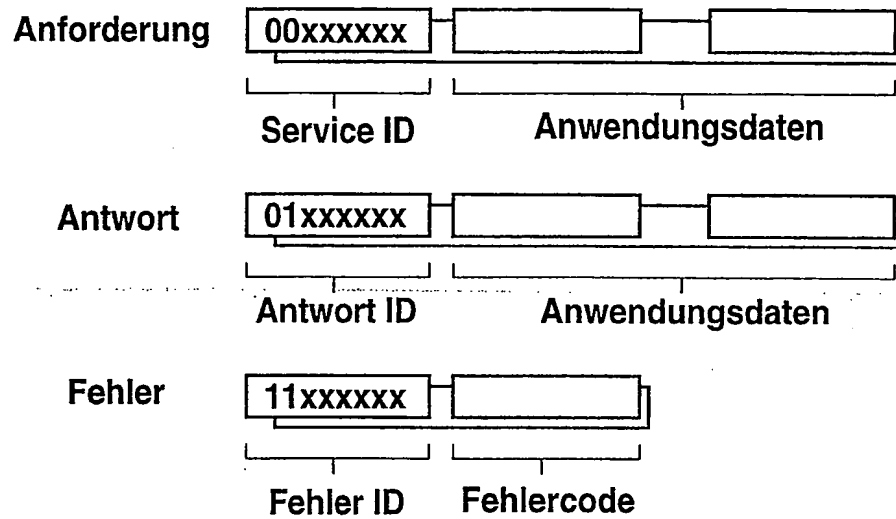 Anforderung 00xxxxxx
Service ID Anwendungsdaten
Antwort 01xxxxxx
Antwort ID Anwendungsdaten
Fehler 11xxxxxx
Fehler ID Fehlercode